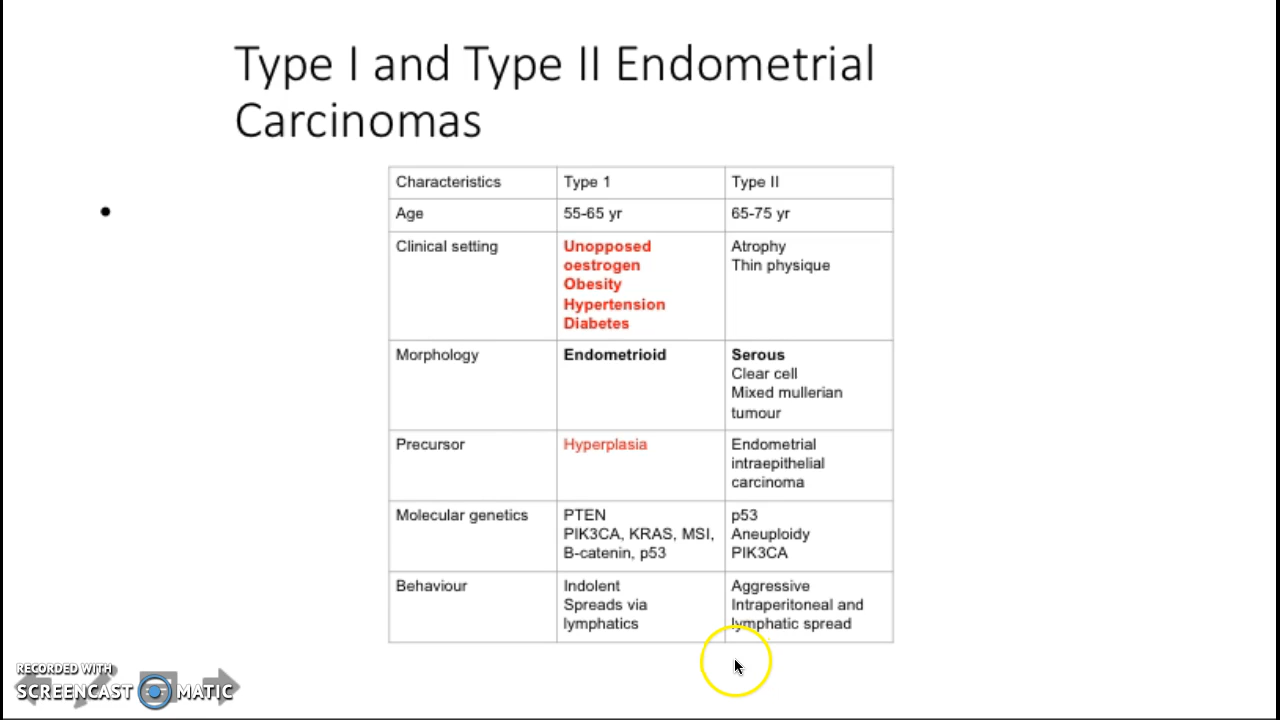 Type I and Type II Endometrial
Carcinomas
Characteristics Type 1 Type II
Age 55-65 yr 65-75 yr
Clinical setting Unopposed Atrophy
oestrogen Thin physique
Obesity
Hypertension
Diabetes
Morphology Endometrioid Serous
Clear cell
Mixed mullerian
tumour
Precursor Hyperplasia Endometrial
intraepithelial
carcinoma
Molecular genetics PTEN p53
PIK3CA, KRAS, MSI, Aneuploidy
B-catenin, p53 PIK3CA
Behaviour Indolent Aggressive
Spreads via Intraperitoneal and
lymphatics lymphatic spread
RECORDED WITH
SCREENCAST MATIC